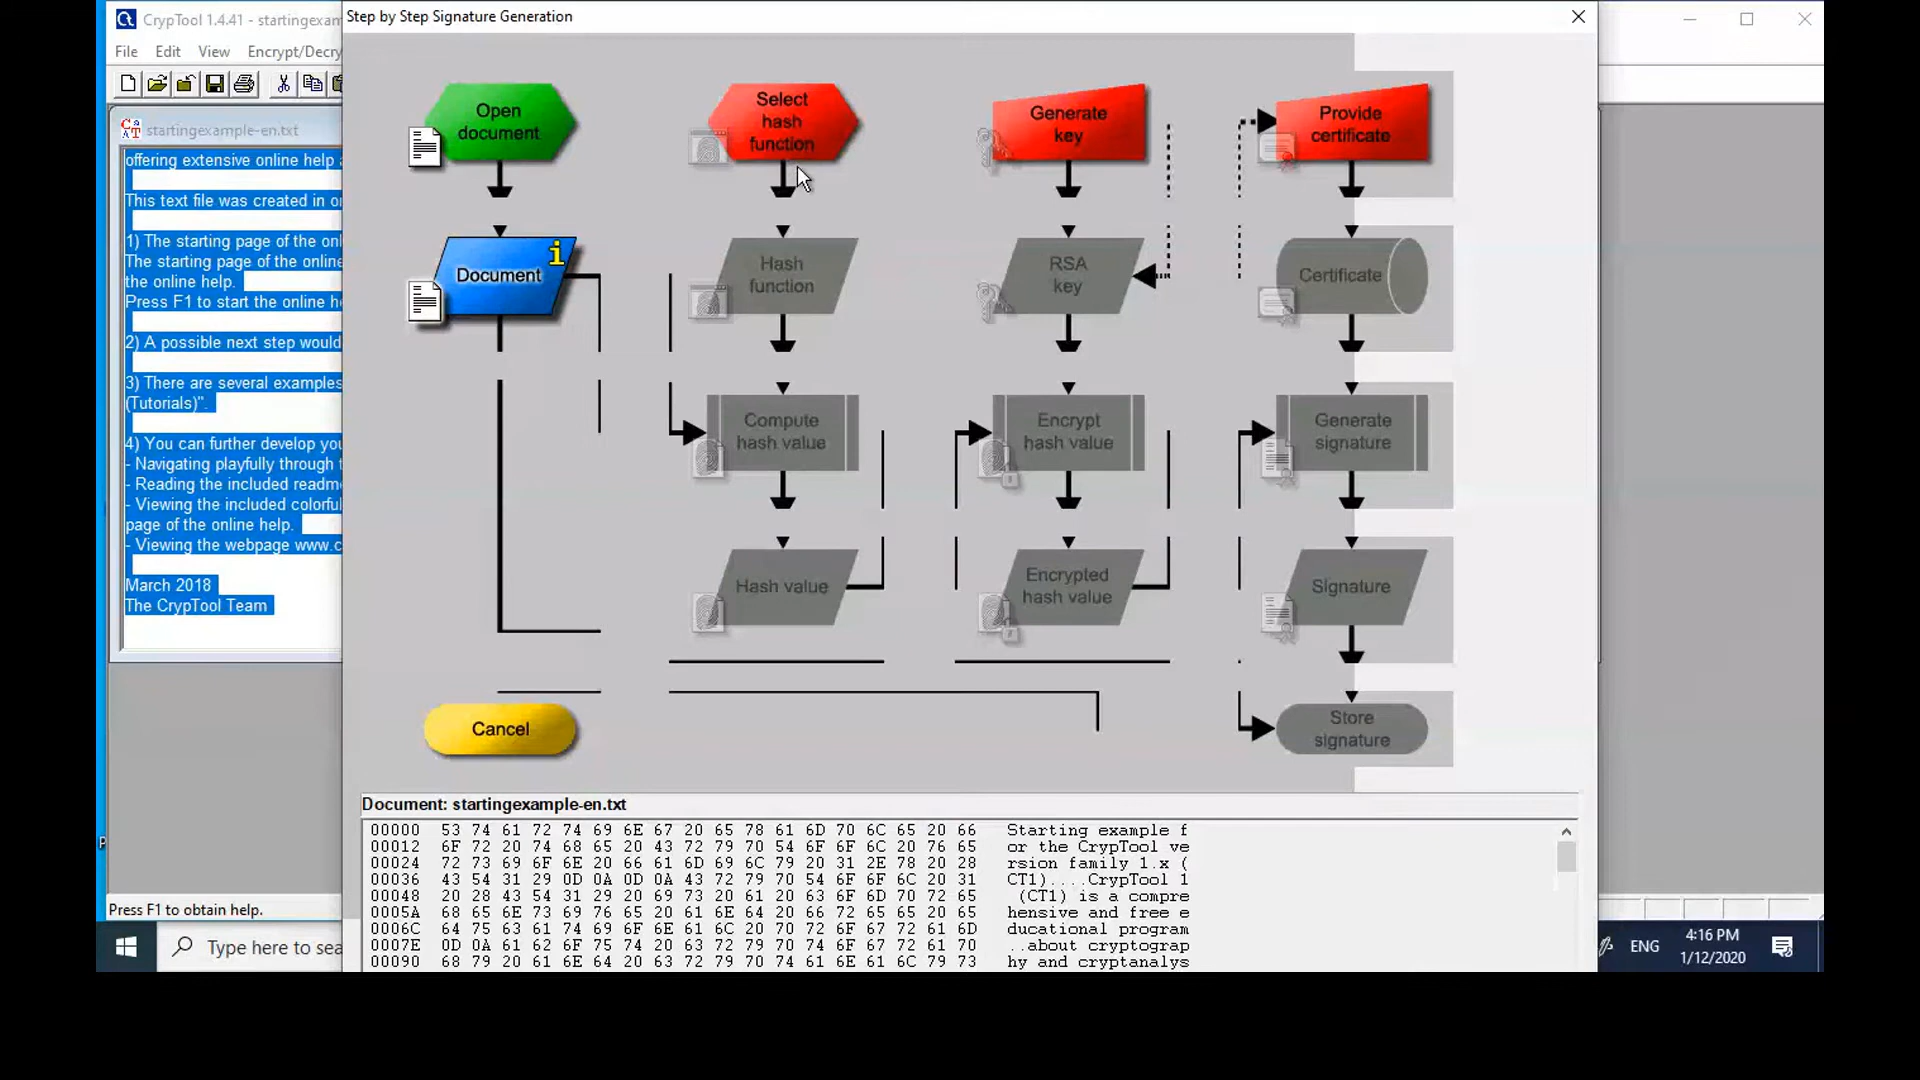 CrypTool 1.4.41 - startingexam
Step by Step Signature Generation
File Edit View Encrypt/Decry
startingexample-en.txt
offering extensive online help a
This text file was created in or
1) The starting page of the onl
The starting page of the online
the online help.
Press F1 to start the online he
2) A possible next step would
3) There are several examples
(Tutorials)".
4) You can further develop you
- Navigating playfully through t
- Reading the included readme
- Viewing the included colorful
page of the online help.
- Viewing the webpage www.c
March 2018
The CrypTool Team
Open
document
Select
hash
function
Generate
key
Provide
certificate
Document
i
Hash
function
RSA
key
Certificate
Compute
hash value
Encrypt
hash value
Generate
signature
Hash value
Encrypted
hash value
Signature
Cancel
Store
signature
Document: startingexample-en.txt
00000 53 74 61 72 74 69 6E 67 20 65 78 61 6D 70 6C 65 20 66 Starting example f
00012 6F 72 20 74 68 65 20 43 72 79 70 54 6F 6F 6C 20 76 65 or the CrypTool ve
00024 72 73 69 6F 6E 20 66 61 6D 69 6C 79 20 31 2E 78 20 28 rsion family 1.x (
00036 43 54 31 29 0D 0A 0D 0A 43 72 79 70 54 6F 6F 6C 20 31 CT1)....CrypTool 1
00048 20 28 43 54 31 29 20 69 73 20 61 20 63 6F 6D 70 72 65 (CT1) is a compre
0005A 68 65 6E 73 69 76 65 20 61 6E 64 20 66 72 65 65 20 65 hensive and free e
0006C 64 75 63 61 74 69 6F 6E 61 6C 20 70 72 6F 67 72 61 6D ducational program
0007E 0D 0A 61 62 6F 75 74 20 63 72 79 70 74 6F 67 72 61 70 ..about cryptograp
00090 68 79 20 61 6E 64 20 63 72 79 70 74 61 6E 61 6C 79 73 hy and cryptanalys
Press F1 to obtain help.
Type here to sea
ENG
4:16 PM
1/12/2020